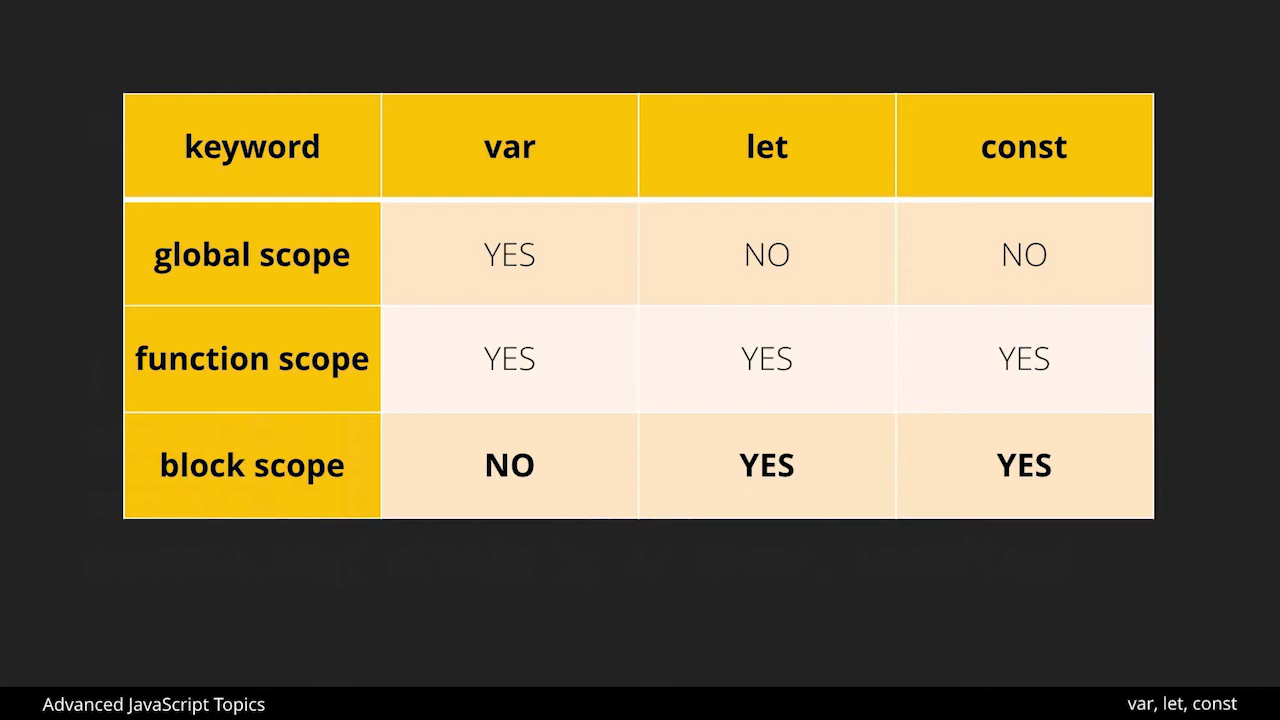 keyword var let const
global scope YES NO NO
function scope YES YES YES
block scope NO YES YES
Advanced JavaScript Topics
var, let, const